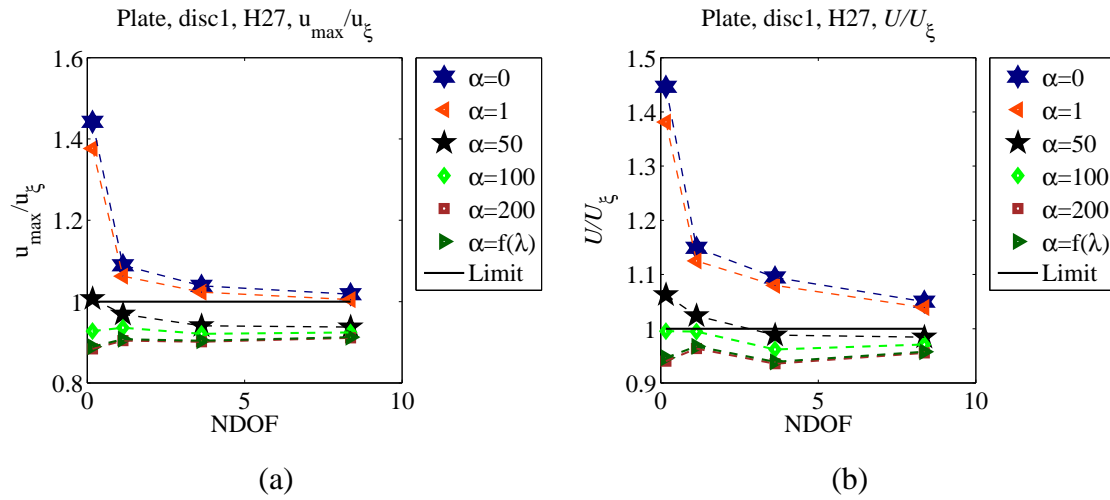 Plate, disc1, H27, u_max/u_ξ
u_max/u_ξ
1.6
1.4
1.2
1
0.8
0
5
10
NDOF
α=0
α=1
α=50
α=100
α=200
α=f(λ)
Limit
(a)
Plate, disc1, H27, U/U_ξ
U/U_ξ
1.5
1.4
1.3
1.2
1.1
1
0.9
0
5
10
NDOF
α=0
α=1
α=50
α=100
α=200
α=f(λ)
Limit
(b)